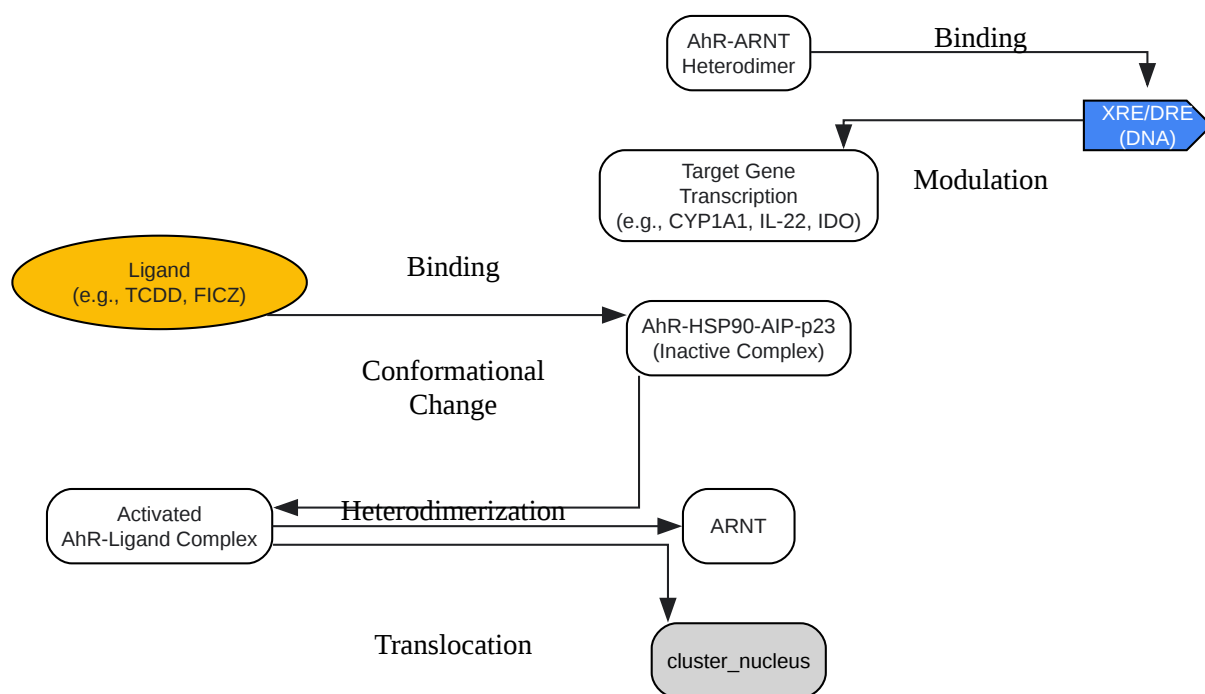 AhR-ARNT
Heterodimer
Binding
XRE/DRE
(DNA)
Target Gene
Transcription
(e.g., CYP1A1, IL-22, IDO)
Modulation
Ligand
(e.g., TCDD, FICZ)
Binding
AhR-HSP90-AIP-p23
(Inactive Complex)
Conformational
Change
Activated
AhR-Ligand Complex
Heterodimerization
ARNT
Translocation
cluster_nucleus